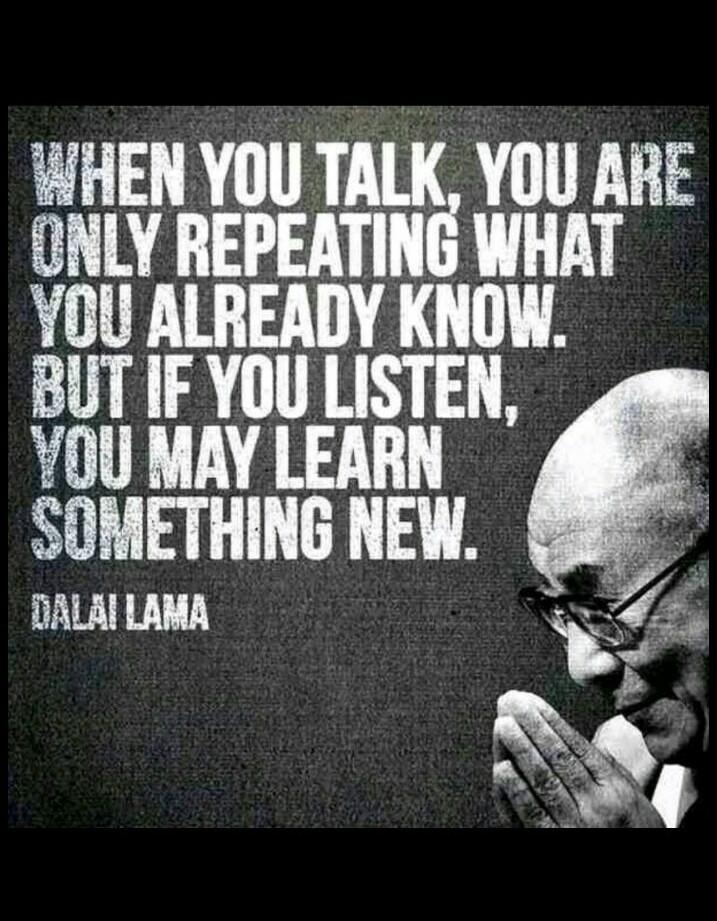 WHEN YOU TALK, YOU ARE
ONLY REPEATING WHAT
YOU ALREADY KNOW.
BUT IF YOU LISTEN,
YOU MAY LEARN
SOMETHING NEW.
DALAI LAMA